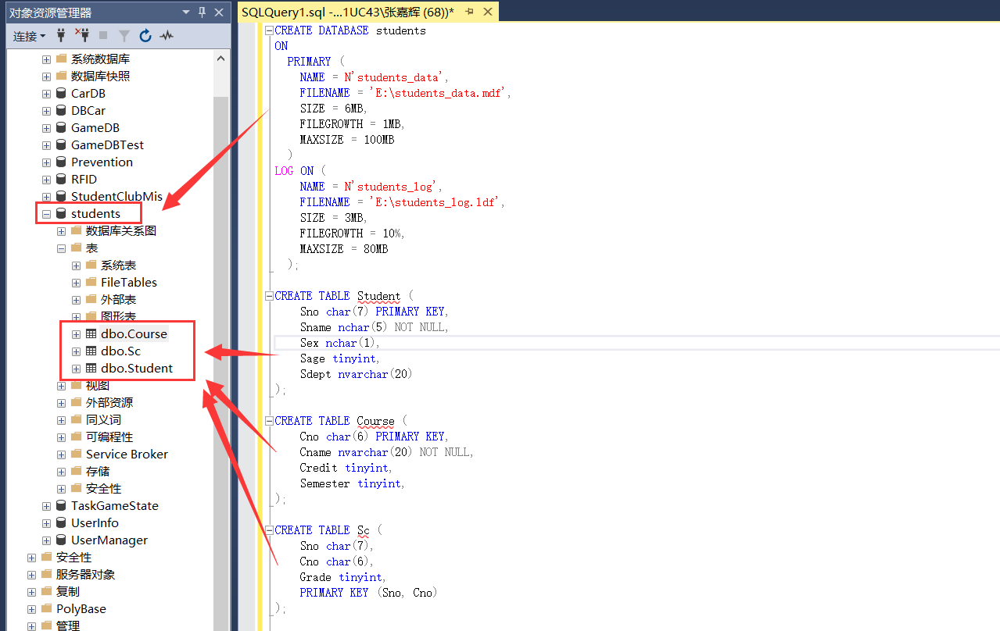 对象资源管理器
连接
系统数据库
数据库快照
CarDB
DBCar
GameDB
GameDBTest
Prevention
RFID
StudentClubMis
students
数据库关系图
表
系统表
FileTables
外部表
图形表
dbo.Course
dbo.Sc
dbo.Student
视图
外部资源
同义词
可编程性
Service Broker
存储
安全性
TaskGameState
UserInfo
UserManager
安全性
服务器对象
复制
PolyBase
管理
SQLQuery1.sql -...1UC43\张嘉辉 (68))*
CREATE DATABASE students
ON
PRIMARY (
NAME = N'students_data',
FILENAME = 'E:\students_data.mdf',
SIZE = 6MB,
FILEGROWTH = 1MB,
MAXSIZE = 100MB
)
LOG ON (
NAME = N'students_log',
FILENAME = 'E:\students_log.ldf',
SIZE = 3MB,
FILEGROWTH = 10%,
MAXSIZE = 80MB
);
CREATE TABLE Student (
Sno char(7) PRIMARY KEY,
Sname nchar(5) NOT NULL,
Sex nchar(1),
Sage tinyint,
Sdept nvarchar(20)
);
CREATE TABLE Course (
Cno char(6) PRIMARY KEY,
Cname nvarchar(20) NOT NULL,
Credit tinyint,
Semester tinyint,
);
CREATE TABLE Sc (
Sno char(7),
Cno char(6),
Grade tinyint,
PRIMARY KEY (Sno, Cno)
);